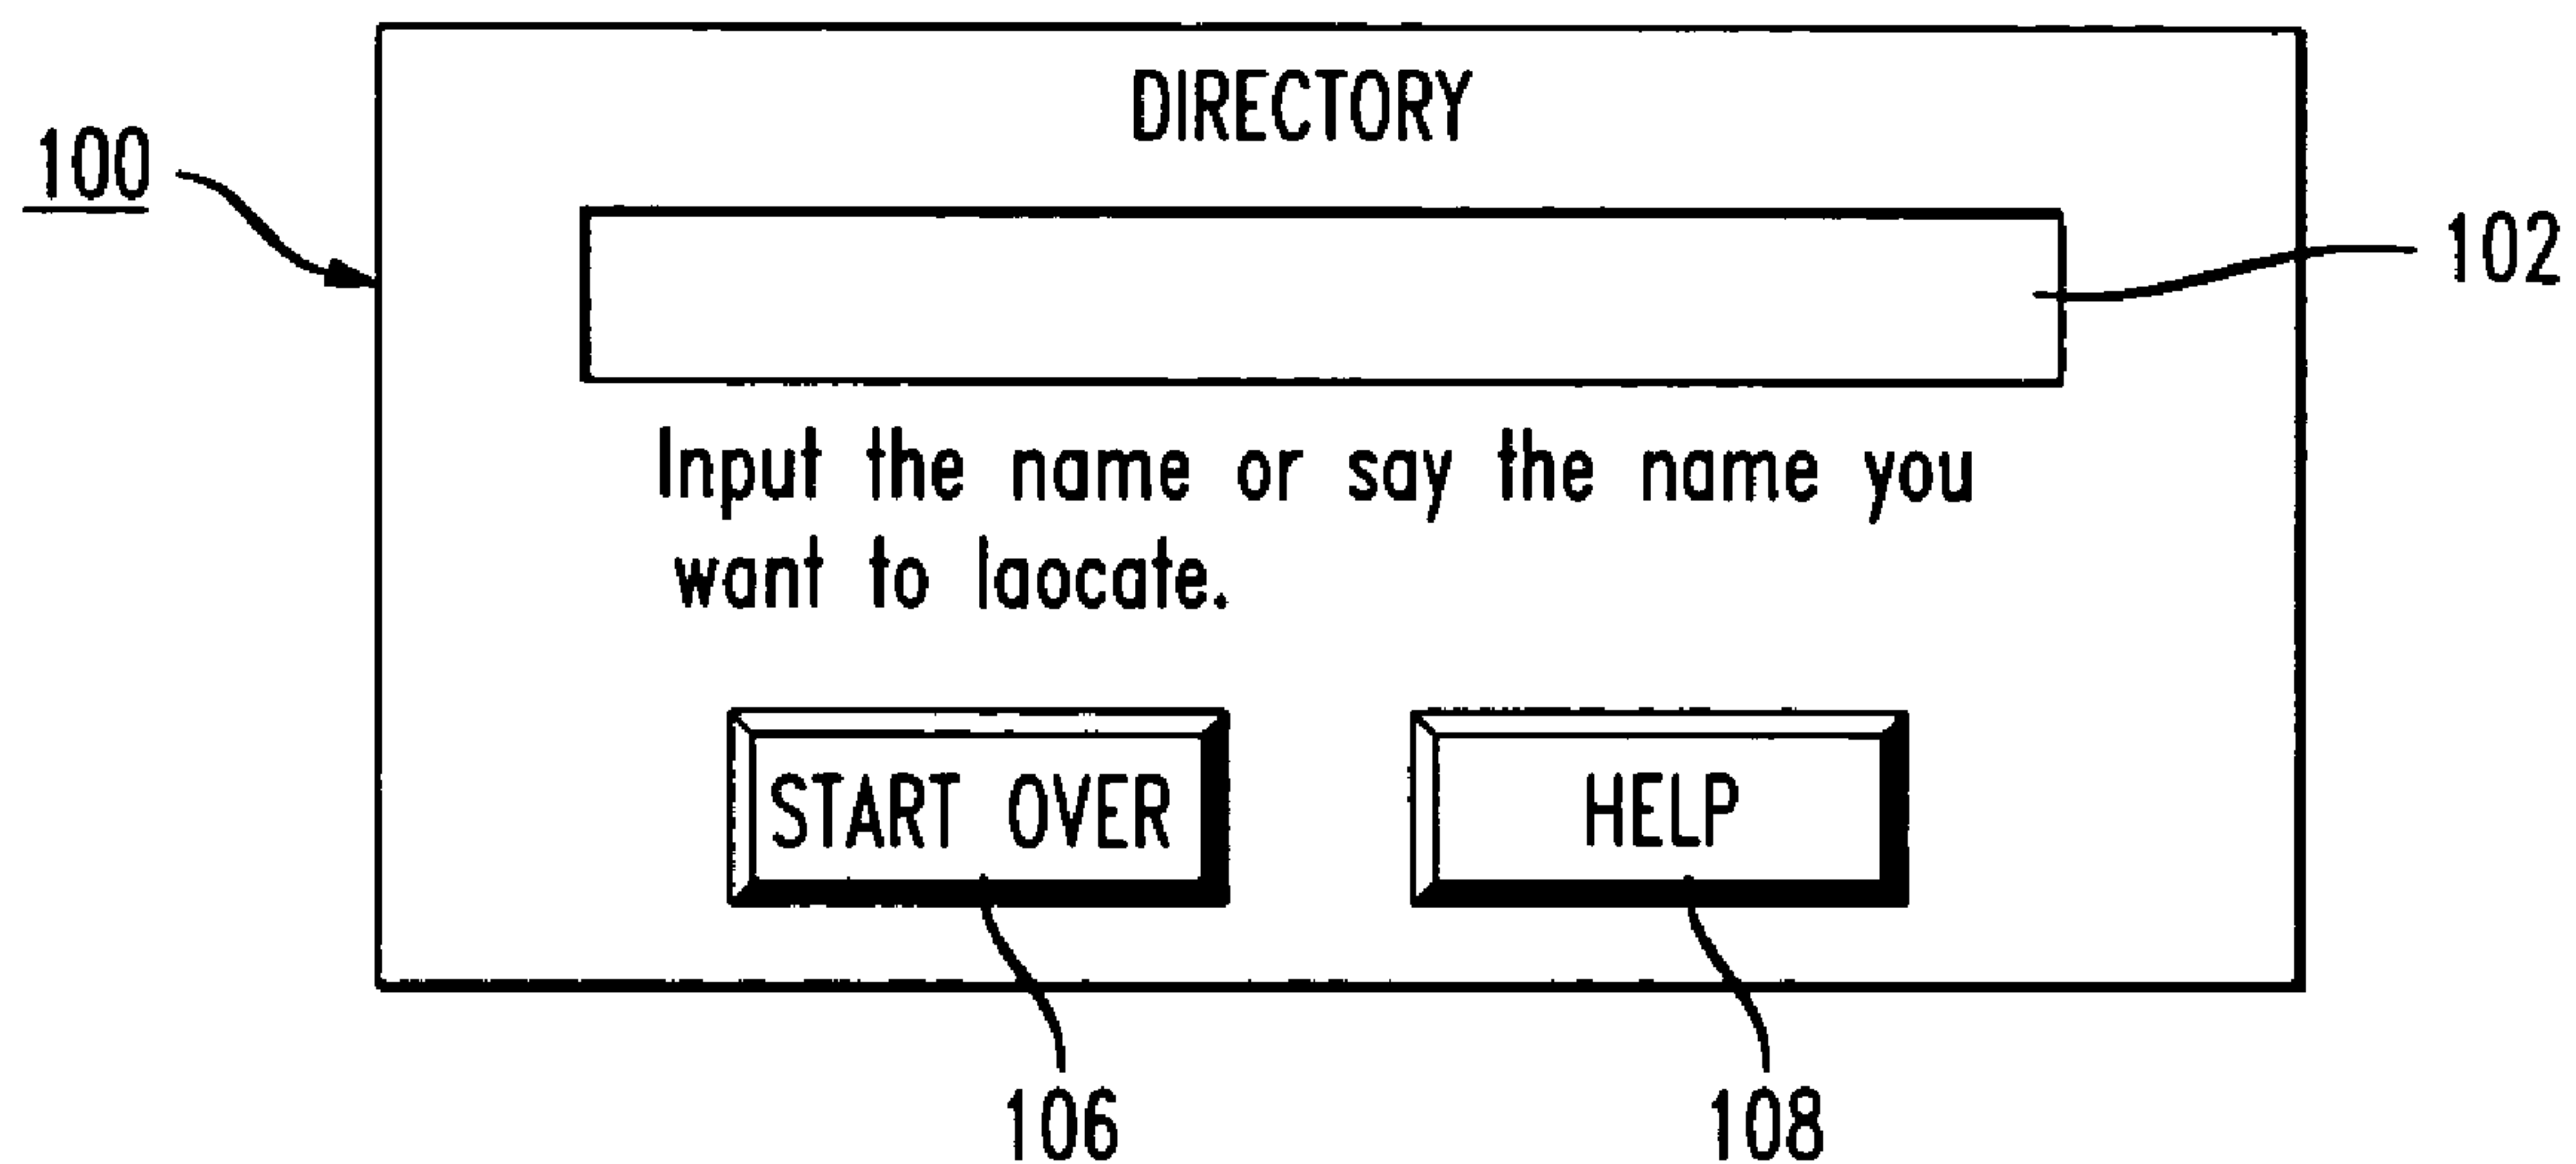 DIRECTORY
100
102
Input the name or say the name you
want to laocate.
START OVER
HELP
106
108